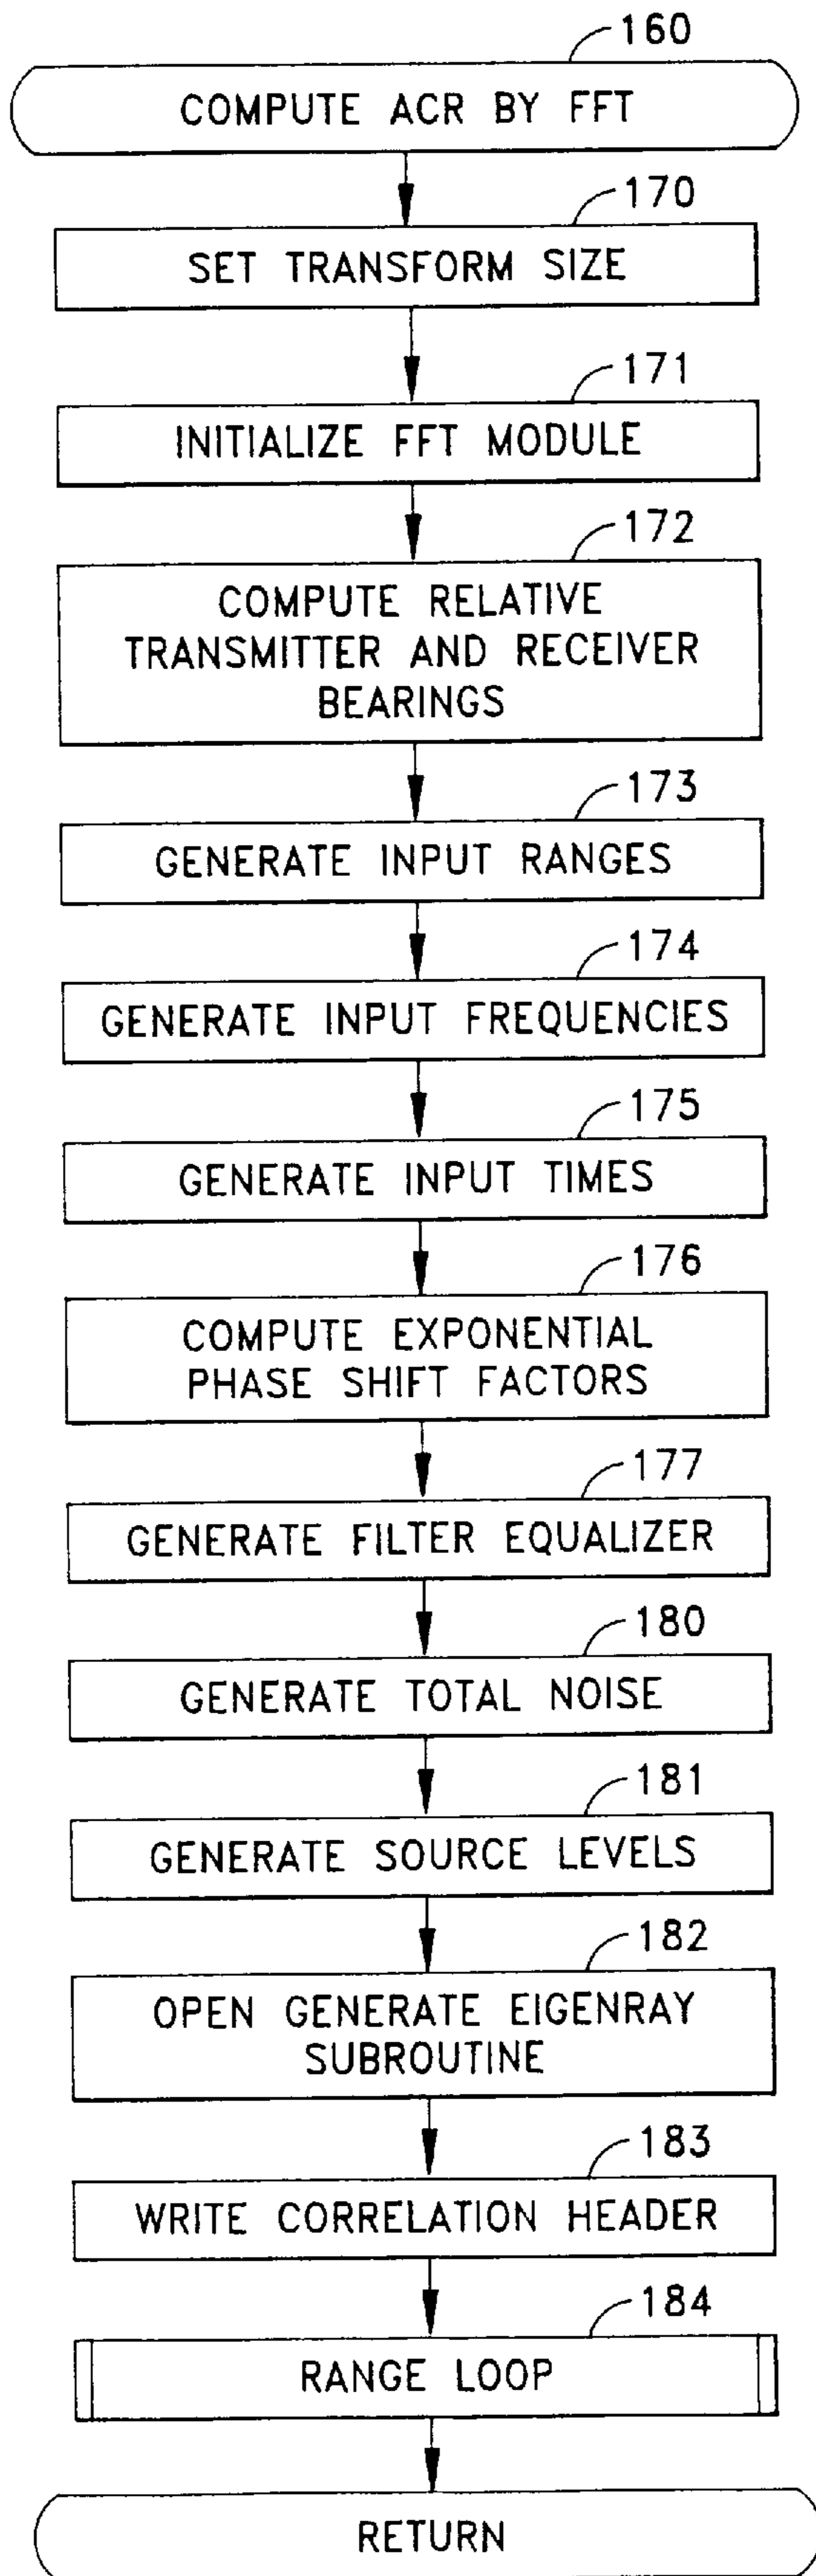 160
COMPUTE ACR BY FFT
170
SET TRANSFORM SIZE
171
INITIALIZE FFT MODULE
172
COMPUTE RELATIVE
TRANSMITTER AND RECEIVER
BEARINGS
173
GENERATE INPUT RANGES
174
GENERATE INPUT FREQUENCIES
175
GENERATE INPUT TIMES
176
COMPUTE EXPONENTIAL
PHASE SHIFT FACTORS
177
GENERATE FILTER EQUALIZER
180
GENERATE TOTAL NOISE
181
GENERATE SOURCE LEVELS
182
OPEN GENERATE EIGENRAY
SUBROUTINE
183
WRITE CORRELATION HEADER
184
RANGE LOOP
RETURN